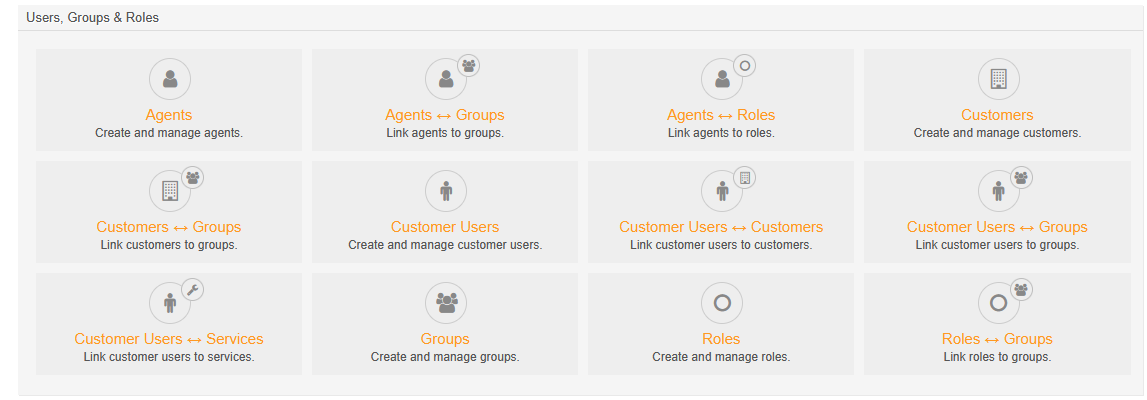 Users, Groups & Roles
Agents
Create and manage agents.
Agents ↔ Groups
Link agents to groups.
Agents ↔ Roles
Link agents to roles.
Customers
Create and manage customers.
Customers ↔ Groups
Link customers to groups.
Customer Users
Create and manage customer users.
Customer Users ↔ Customers
Link customer users to customers.
Customer Users ↔ Groups
Link customer users to groups.
Customer Users ↔ Services
Link customer users to services.
Groups
Create and manage groups.
Roles
Create and manage roles.
Roles ↔ Groups
Link roles to groups.